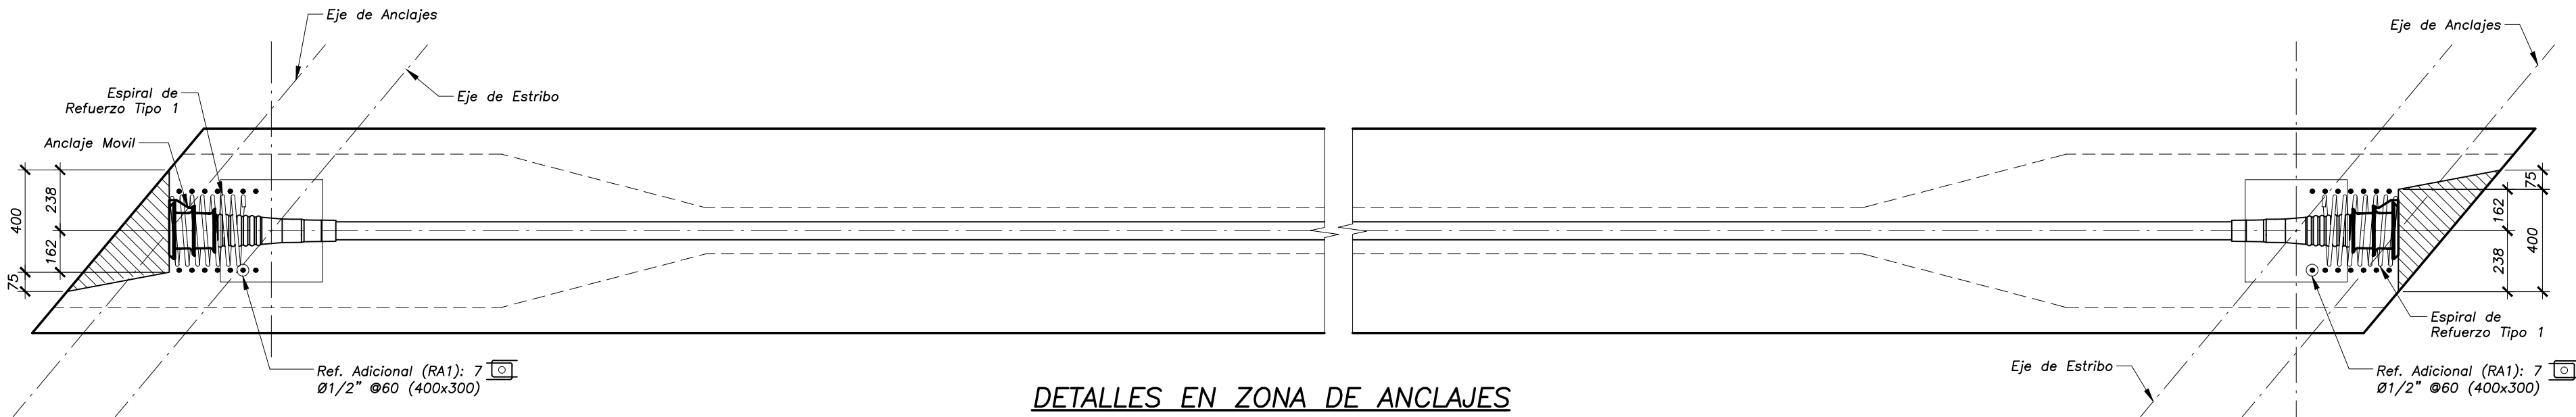 Eje de Anclajes
Eje de Anclajes
Espiral de
Refuerzo Tipo 1
Eje de Estribo
Anclaje Movil
400
238
162
75
75
162
400
238
Espiral de
Refuerzo Tipo 1
Ref. Adicional (RA1): 7
Ø1/2" @60 (400x300)
Eje de Estribo
Ref. Adicional (RA1): 7
Ø1/2" @60 (400x300)
DETALLES EN ZONA DE ANCLAJES